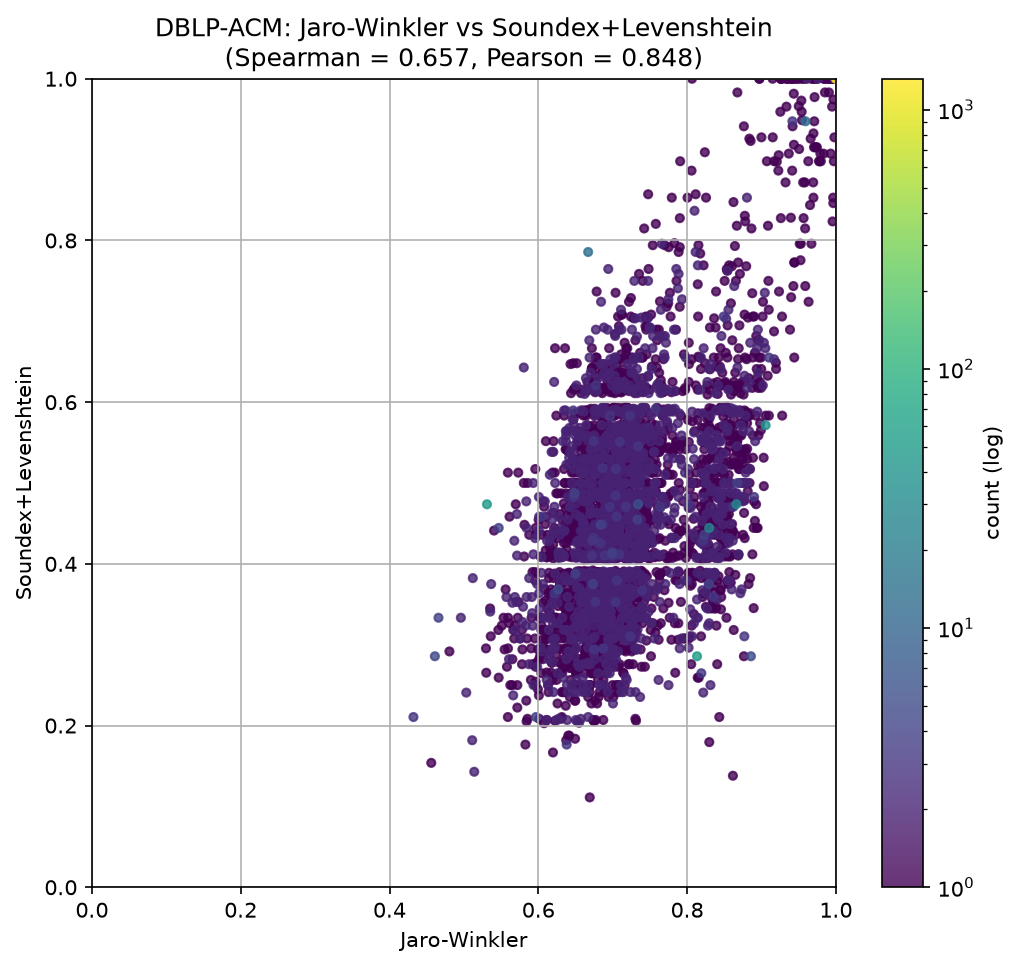 DBLP-ACM: Jaro-Winkler vs Soundex+Levenshtein
(Spearman = 0.657, Pearson = 0.848)
1.0
0.8
0.6
0.4
0.2
0.0
Soundex+Levenshtein
0.0 0.2 0.4 0.6 0.8 1.0
Jaro-Winkler
10³
10²
10¹
10⁰
count (log)